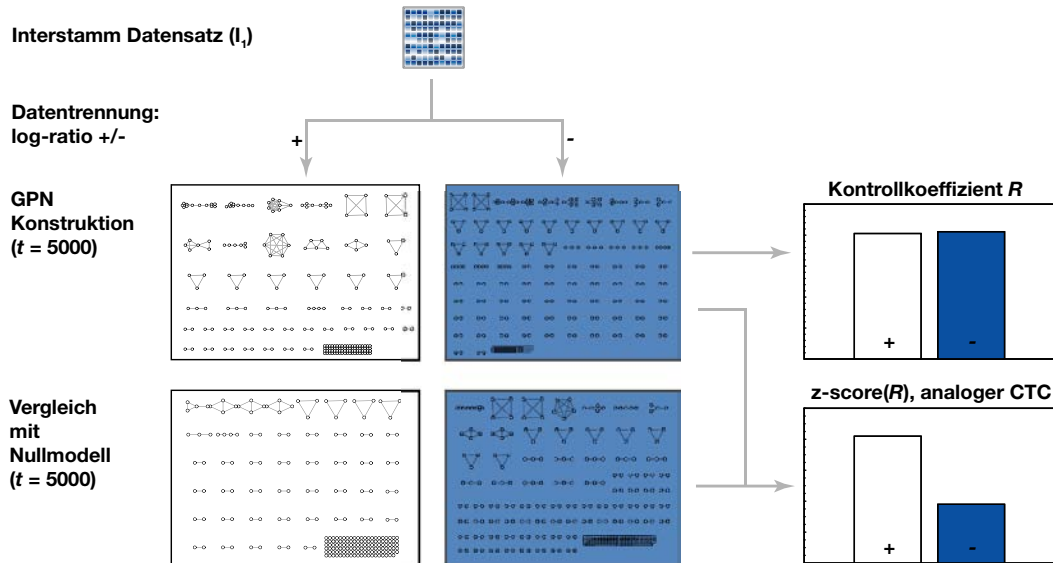 Interstamm Datensatz (I1)
Datentrennung:
log-ratio +/-
+
-
GPN
Konstruktion
(t = 5000)
Kontrollkoeffizient R
+
-
Vergleich
mit
Nullmodell
(t = 5000)
z-score(R), analoger CTC
+
-